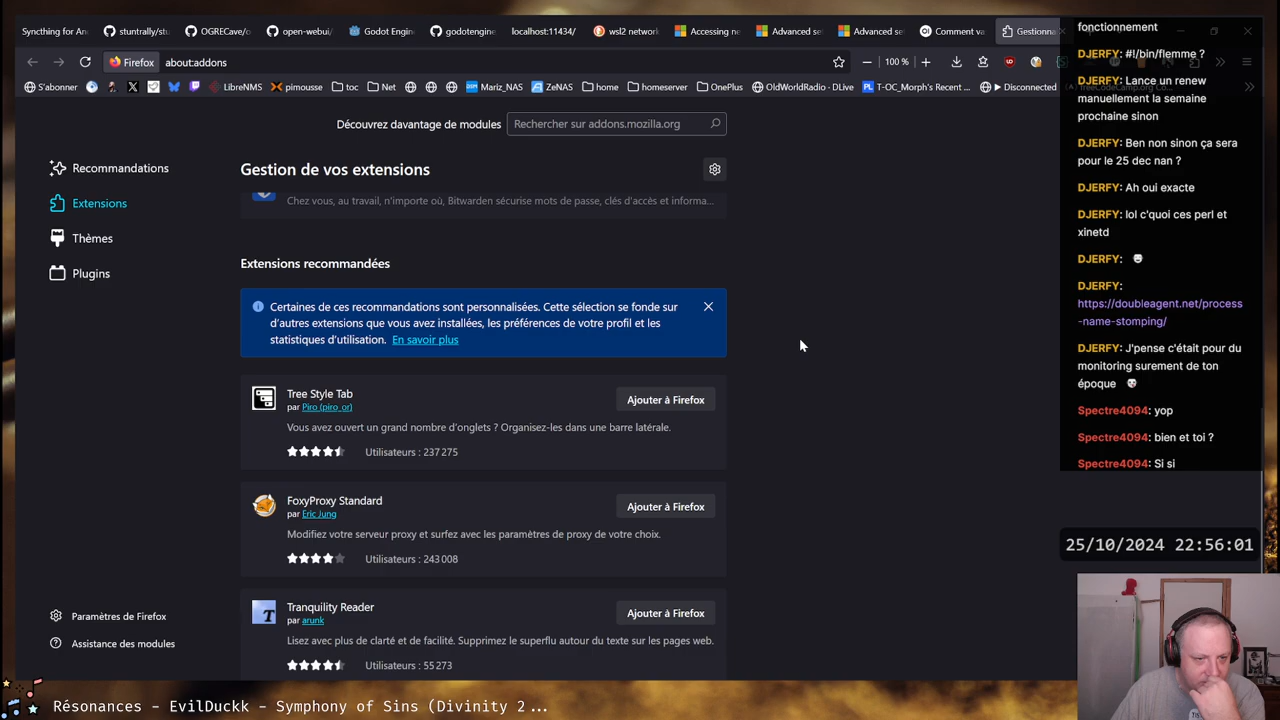 Syncthing for An
stuntrally/stu
OGRECave/o
open-webui/
Godot Engin
godotengine
localhost:11434/
wsl2 network
Accessing ne
Advanced se
Advanced se
Comment va
Gestionna
Firefox
about:addons
100 %
S'abonner
toc
Net
LibreNMS
pimousse
Mariz_NAS
ZeNAS
home
homeserver
OnePlus
OldWorldRadio - DLive
T-OC_Morph's Recent ...
Disconnected
Découvrez davantage de modules
Rechercher sur addons.mozilla.org
Recommandations
Extensions
Thèmes
Plugins
Paramètres de Firefox
Assistance des modules
Gestion de vos extensions
Chez vous, au travail, n'importe où, Bitwarden sécurise mots de passe, clés d'accès et informa...
Extensions recommandées
Certaines de ces recommandations sont personnalisées. Cette sélection se fonde sur
d'autres extensions que vous avez installées, les préférences de votre profil et les
statistiques d'utilisation. En savoir plus
Tree Style Tab
par Piro (piro_or)
Ajouter à Firefox
Vous avez ouvert un grand nombre d'onglets ? Organisez-les dans une barre latérale.
Utilisateurs : 237 275
FoxyProxy Standard
par Eric Jung
Ajouter à Firefox
Modifiez votre serveur proxy et surfez avec les paramètres de proxy de votre choix.
Utilisateurs : 243 008
Tranquility Reader
par arunk
Ajouter à Firefox
Lisez avec plus de clarté et de facilité. Supprimez le superflu autour du texte sur les pages web.
Utilisateurs : 55 273
fonctionnement
DJERFY: #!/bin/flemme ?
DJERFY: Lance un renew
manuellement la semaine
prochaine sinon
DJERFY: Ben non sinon ça sera
pour le 25 dec nan ?
DJERFY: Ah oui exacte
DJERFY: lol c'quoi ces perl et
xinetd
DJERFY:
DJERFY:
https://doubleagent.net/process
-name-stomping/
DJERFY: J'pense c'était pour du
monitoring surement de ton
époque
Spectre4094: yop
Spectre4094: bien et toi ?
Spectre4094: Si si
25/10/2024 22:56:01
Résonances - EvilDuckk - Symphony of Sins (Divinity 2 ...